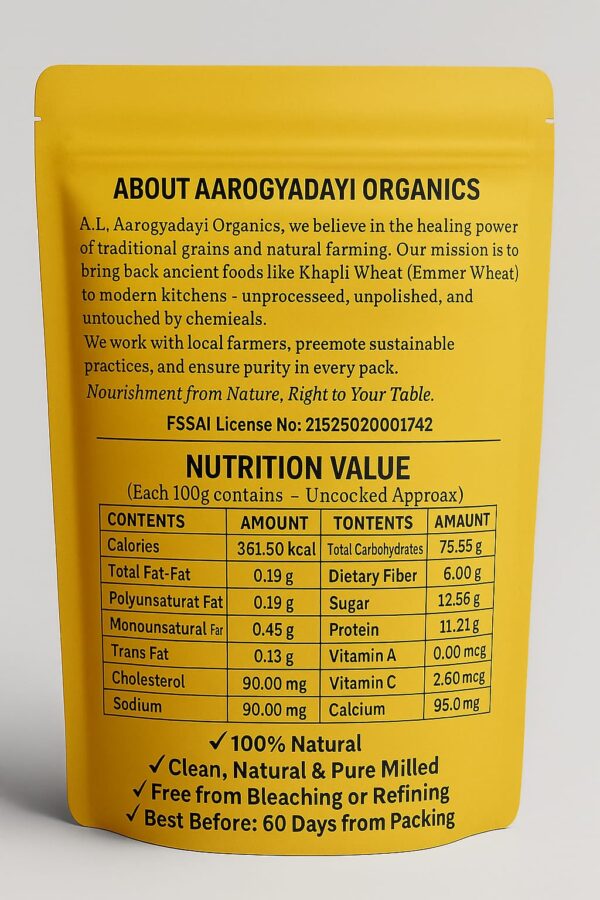 ABOUT AAROGYADAYI ORGANICS
A.L, Aarogyadayi Organics, we believe in the healing power
of traditional grains and natural farming. Our mission is to
bring back ancient foods like Khapli Wheat (Emmer Wheat)
to modern kitchens - unprocesseed, unpolished, and
untouched by chemieals.
We work with local farmers, preemote sustainable
practices, and ensure purity in every pack.
Nourishment from Nature, Right to Your Table.
FSSAI License No: 21525020001742
NUTRITION VALUE
(Each 100g contains – Uncocked Approax)
CONTENTS AMOUNT TONTENTS AMAUNT
Calories 361.50 kcal Total Carbohydrates 75.55 g
Total Fat-Fat 0.19 g Dietary Fiber 6.00 g
Polyunsaturat Fat 0.19 g Sugar 12.56 g
Monounsatural Far 0.45 g Protein 11.21 g
Trans Fat 0.13 g Vitamin A 0.00 mcg
Cholesterol 90.00 mg Vitamin C 2.60 mcg
Sodium 90.00 mg Calcium 95.0 mg
✓ 100% Natural
✓ Clean, Natural & Pure Milled
✓ Free from Bleaching or Refining
✓ Best Before: 60 Days from Packing